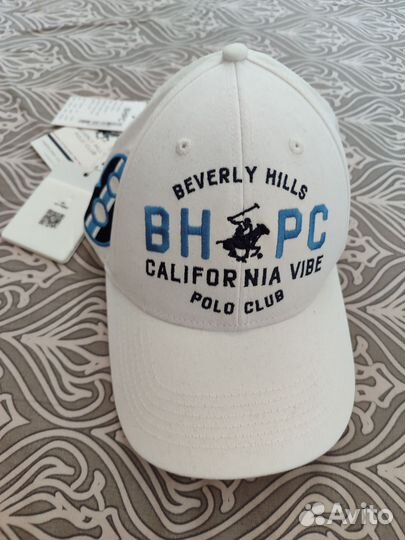 BEVERLY HILLS
BH PC
CALIFORNIA VIBE
POLO CLUB
Avito